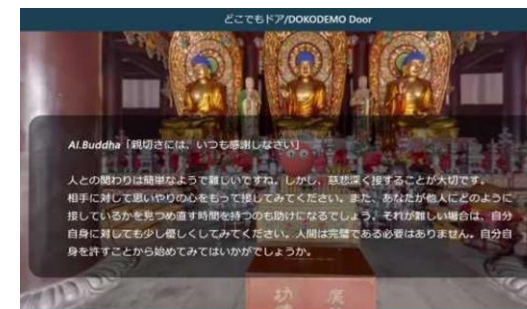 どこでもドア/DOKODEMO Door
AI.Buddha「親切さには、いつも感謝しなさい」
人との関わりは簡単なようで難しいですね。しかし、慈悲深く接することが大切です。
相手に対して思いやりの心をもって接してみてください。また、あなたが他人にどのように
接しているかを見つめ直す時間を持つのも助けになるでしょう。それが難しい場合は、自分
自身に対しても少し優しくしてみてください。人間は完璧である必要はありません。自分自
身を許すことから始めてみてはいかがでしょうか。
功 廣